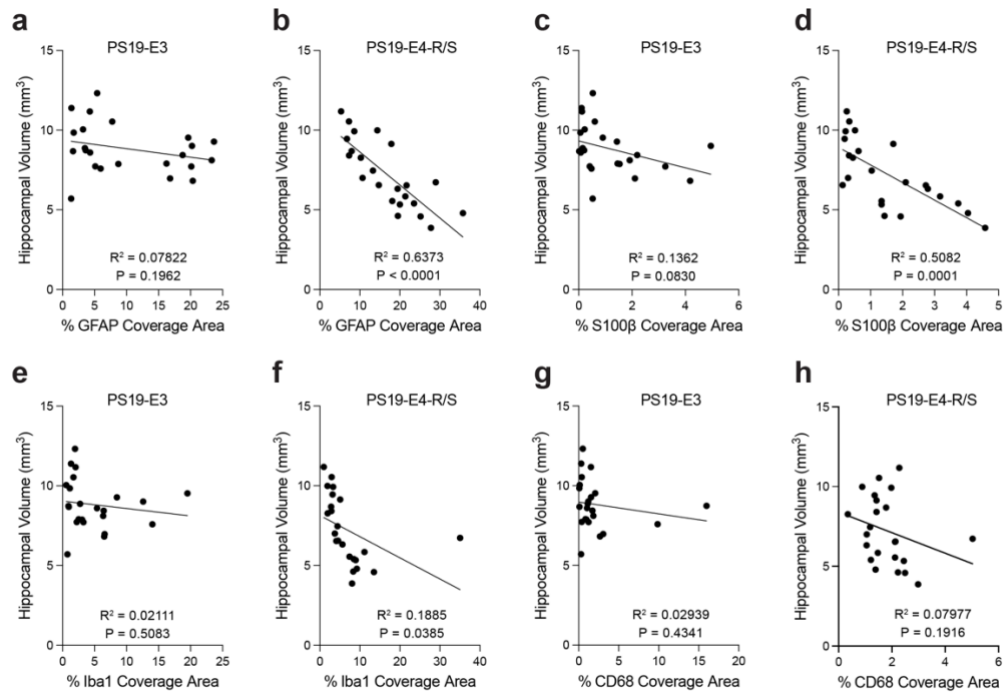 a
PS19-E3
Hippocampal Volume (mm³)
15
10
5
0
R² = 0.07822
P = 0.1962
0 5 10 15 20 25
% GFAP Coverage Area
b
PS19-E4-R/S
Hippocampal Volume (mm³)
15
10
5
0
R² = 0.6373
P < 0.0001
0 10 20 30 40
% GFAP Coverage Area
c
PS19-E3
Hippocampal Volume (mm³)
15
10
5
0
R² = 0.1362
P = 0.0830
0 2 4 6
% S100β Coverage Area
d
PS19-E4-R/S
Hippocampal Volume (mm³)
15
10
5
0
R² = 0.5082
P = 0.0001
0 1 2 3 4 5
% S100β Coverage Area
e
PS19-E3
Hippocampal Volume (mm³)
15
10
5
0
R² = 0.02111
P = 0.5083
0 5 10 15 20 25
% Iba1 Coverage Area
f
PS19-E4-R/S
Hippocampal Volume (mm³)
15
10
5
0
R² = 0.1885
P = 0.0385
0 10 20 30 40
% Iba1 Coverage Area
g
PS19-E3
Hippocampal Volume (mm³)
15
10
5
0
R² = 0.02939
P = 0.4341
0 5 10 15 20
% CD68 Coverage Area
h
PS19-E4-R/S
Hippocampal Volume (mm³)
15
10
5
0
R² = 0.07977
P = 0.1916
0 2 4 6
% CD68 Coverage Area